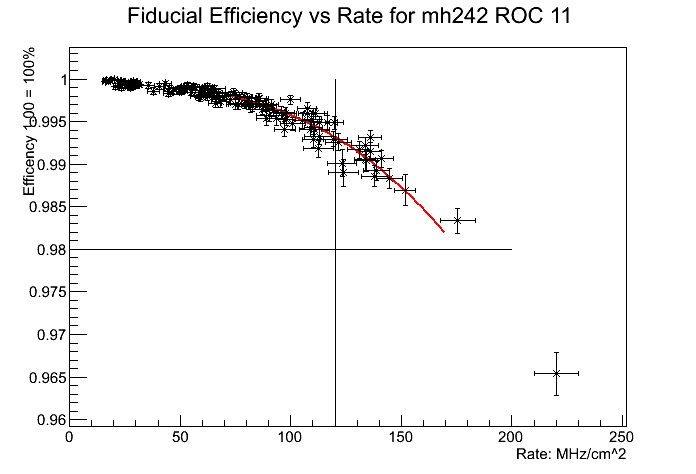 Fiducial Efficiency vs Rate for mh242 ROC 11
Efficency 1.00 = 100%
1
0.995
0.99
0.985
0.98
0.975
0.97
0.965
0.96
0 50 100 150 200 250
Rate: MHz/cm^2